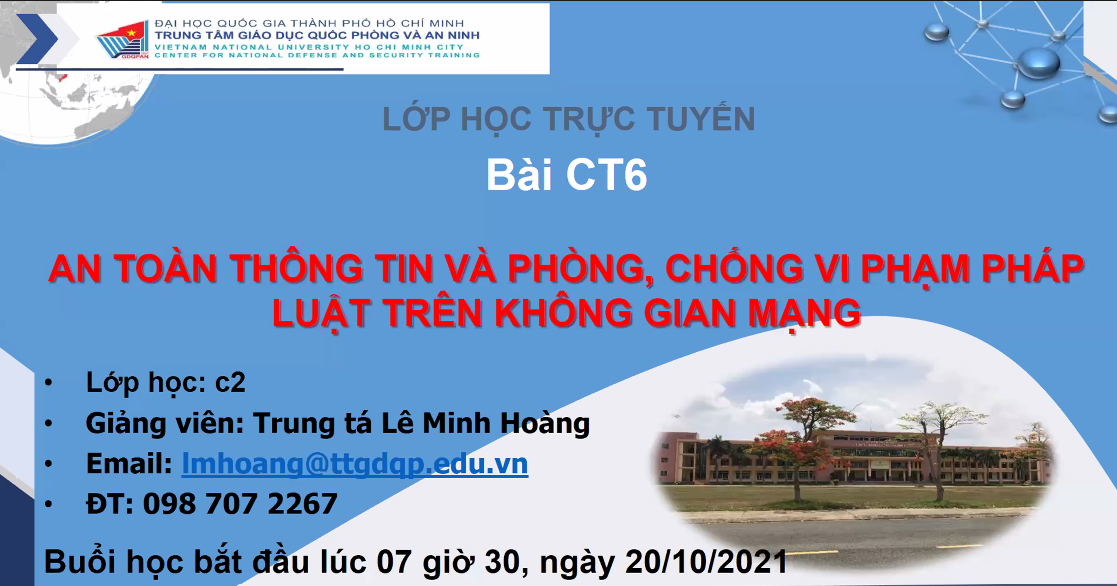 ĐẠI HỌC QUỐC GIA THÀNH PHỐ HỒ CHÍ MINH
TRUNG TÂM GIÁO DỤC QUỐC PHÒNG VÀ AN NINH
VIETNAM NATIONAL UNIVERSITY HO CHI MINH CITY
CENTER FOR NATIONAL DEFENSE AND SECURITY TRAINING
GDQPAN
LỚP HỌC TRỰC TUYẾN
Bài CT6
AN TOÀN THÔNG TIN VÀ PHÒNG, CHỐNG VI PHẠM PHÁP
LUẬT TRÊN KHÔNG GIAN MẠNG
• Lớp học: c2
• Giảng viên: Trung tá Lê Minh Hoàng
• Email: lmhoang@ttgdqp.edu.vn
• ĐT: 098 707 2267
Buổi học bắt đầu lúc 07 giờ 30, ngày 20/10/2021